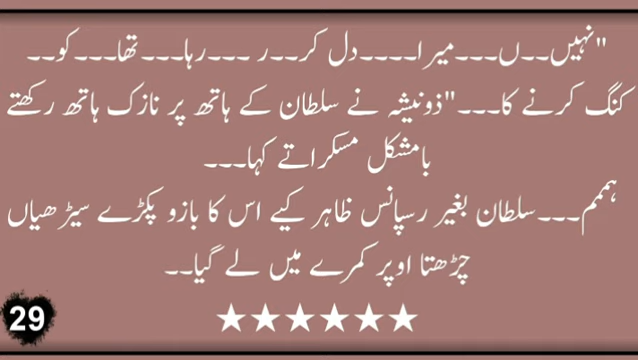 "نہیں۔۔ں۔۔۔میرا۔۔۔۔دل کر۔۔ر ۔۔۔رہا۔۔۔تھا۔۔۔کو۔۔
کنگ کرنے کا۔۔۔"ذونیشہ نے سلطان کے ہاتھ پر نازک ہاتھ رکھتے
بامشکل مسکراتے کہا۔۔۔
ہممم۔۔۔سلطان بغیر رسپانس ظاہر کیے اس کا بازو پکڑے سیڑھیاں
چڑھتا اوپر کمرے میں لے گیا۔۔
★★★★★★
29